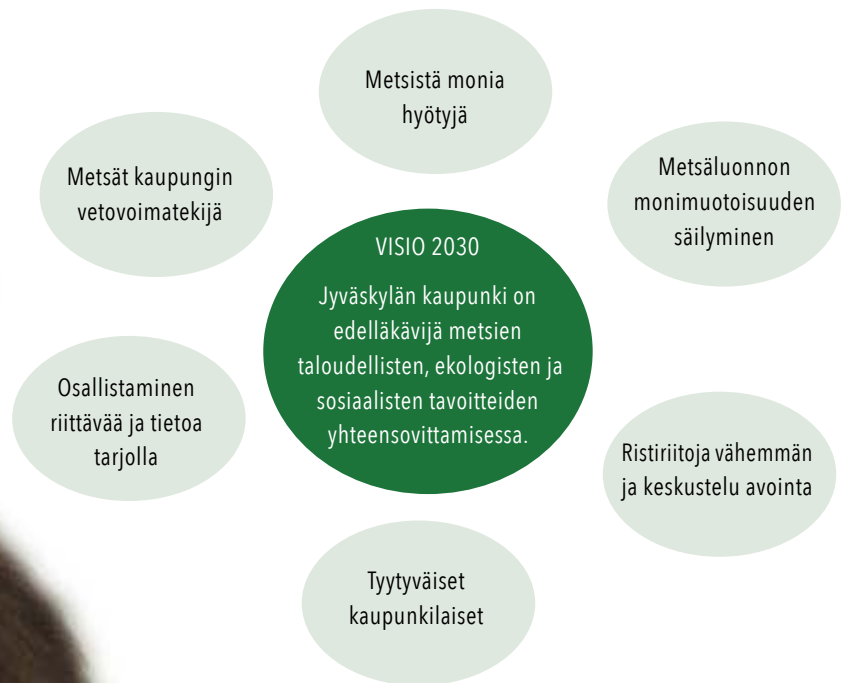 Metsistä monia
hyötyjä
Metsät kaupungin
vetovoimatekijä
Metsäluonnon
monimuotoisuuden
säilyminen
VISIO 2030
Jyväskylän kaupunki on
edelläkävijä metsien
taloudellisten, ekologisten ja
sosiaalisten tavoitteiden
yhteensovittamisessa.
Osallistaminen
riittävää ja tietoa
tarjolla
Ristiriitoja vähemmän
ja keskustelu avointa
Tyytyväiset
kaupunkilaiset